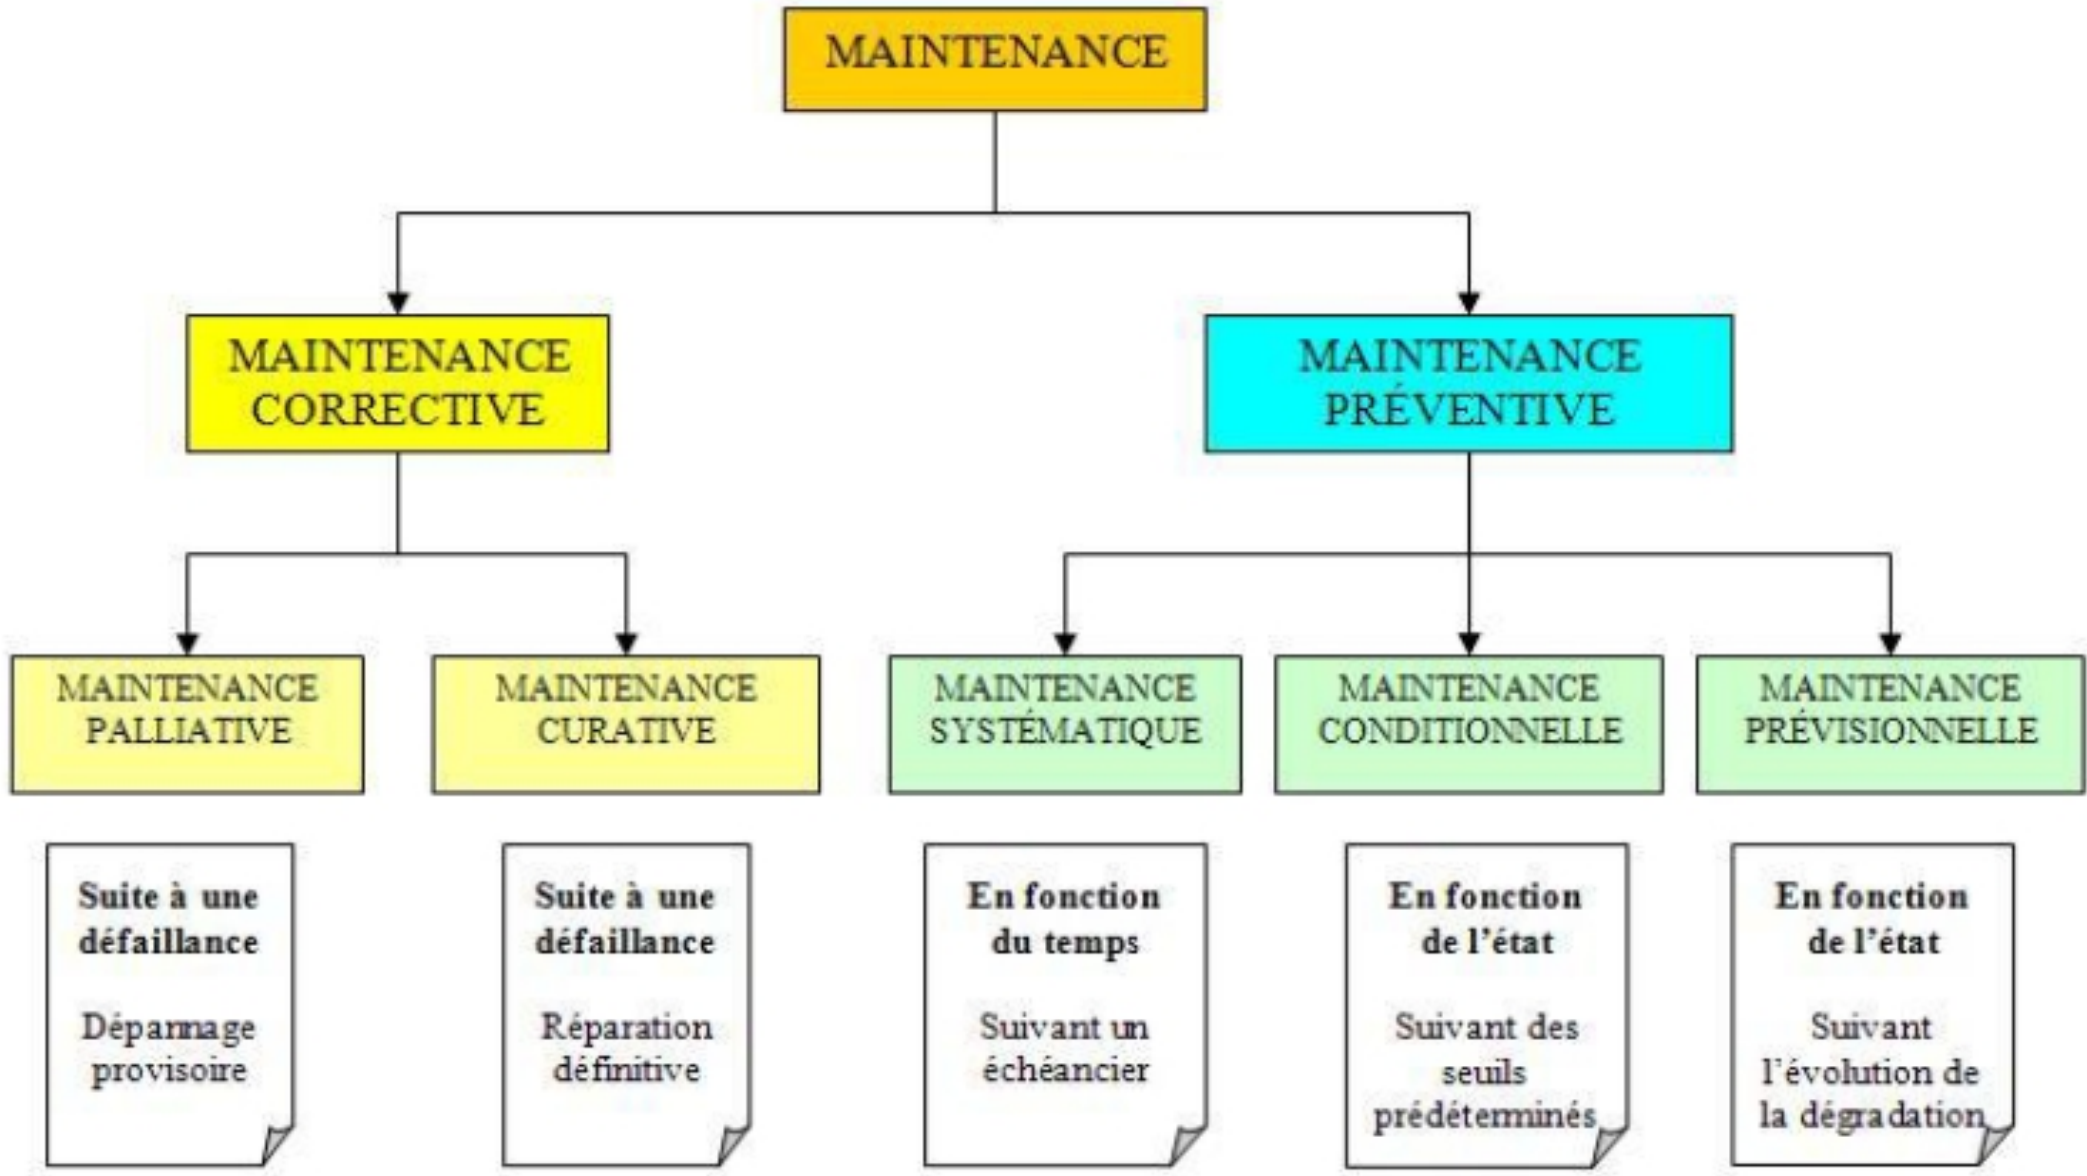 MAINTENANCE
MAINTENANCE
CORRECTIVE
MAINTENANCE
PRÉVENTIVE
MAINTENANCE
PALLIATIVE
MAINTENANCE
CURATIVE
MAINTENANCE
SYSTÉMATIQUE
MAINTENANCE
CONDITIONNELLE
MAINTENANCE
PRÉVISIONNELLE
Suite à une
défaillance
Dépannage
provisoire
Suite à une
défaillance
Réparation
définitive
En fonction
du temps
Suivant un
échéancier
En fonction
de l'état
Suivant des
seuils
prédéterminés
En fonction
de l'état
Suivant
l'évolution de
la dégradation